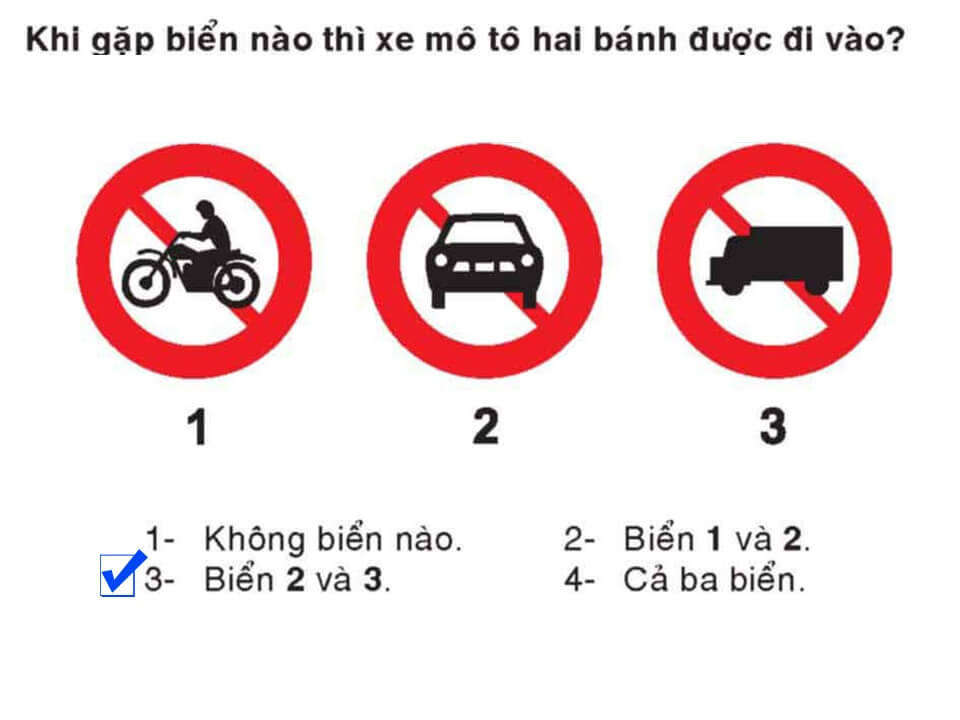 Khi gặp biển nào thì xe mô tô hai bánh được đi vào?
1 2 3
1- Không biển nào. 2- Biển 1 và 2.
3- Biển 2 và 3. 4- Cả ba biển.